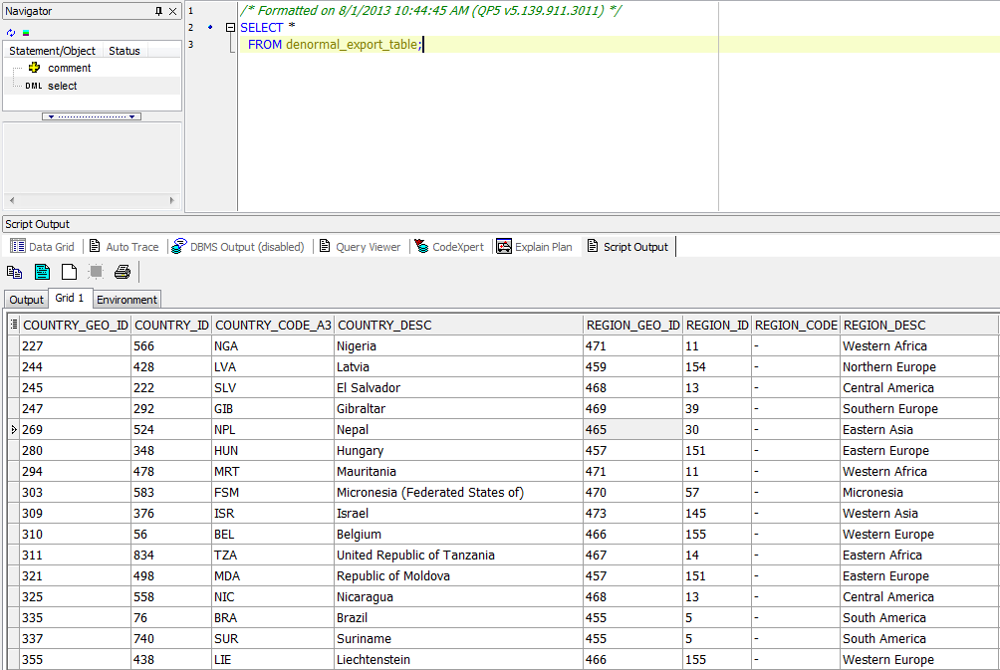 Navigator
Statement/Object Status
comment
DML select
1 /* Formatted on 8/1/2013 10:44:45 AM (QP5 v5.139.911.3011) */
2 SELECT *
3 FROM denormal_export_table;
Script Output
Data Grid Auto Trace DBMS Output (disabled) Query Viewer CodeXpert Explain Plan Script Output
Output Grid 1 Environment
COUNTRY_GEO_ID COUNTRY_ID COUNTRY_CODE_A3 COUNTRY_DESC REGION_GEO_ID REGION_ID REGION_CODE REGION_DESC
227 566 NGA Nigeria 471 11 - Western Africa
244 428 LVA Latvia 459 154 - Northern Europe
245 222 SLV El Salvador 468 13 - Central America
247 292 GIB Gibraltar 469 39 - Southern Europe
269 524 NPL Nepal 465 30 - Eastern Asia
280 348 HUN Hungary 457 151 - Eastern Europe
294 478 MRT Mauritania 471 11 - Western Africa
303 583 FSM Micronesia (Federated States of) 470 57 - Micronesia
309 376 ISR Israel 473 145 - Western Asia
310 56 BEL Belgium 466 155 - Western Europe
311 834 TZA United Republic of Tanzania 467 14 - Eastern Africa
321 498 MDA Republic of Moldova 457 151 - Eastern Europe
325 558 NIC Nicaragua 468 13 - Central America
335 76 BRA Brazil 455 5 - South America
337 740 SUR Suriname 455 5 - South America
355 438 LIE Liechtenstein 466 155 - Western Europe